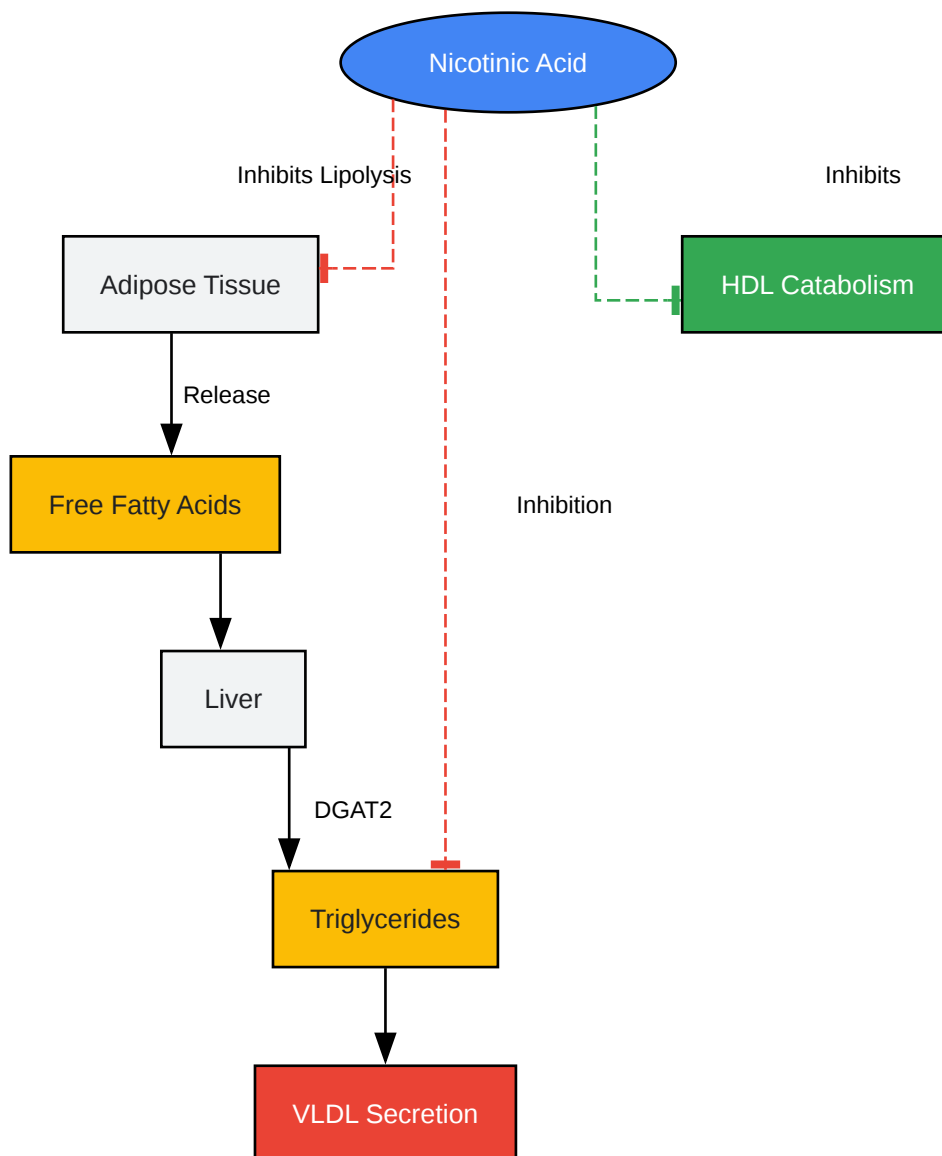 Nicotinic Acid
Inhibits Lipolysis
Inhibits
Adipose Tissue
HDL Catabolism
Release
Free Fatty Acids
Inhibition
Liver
DGAT2
Triglycerides
VLDL Secretion